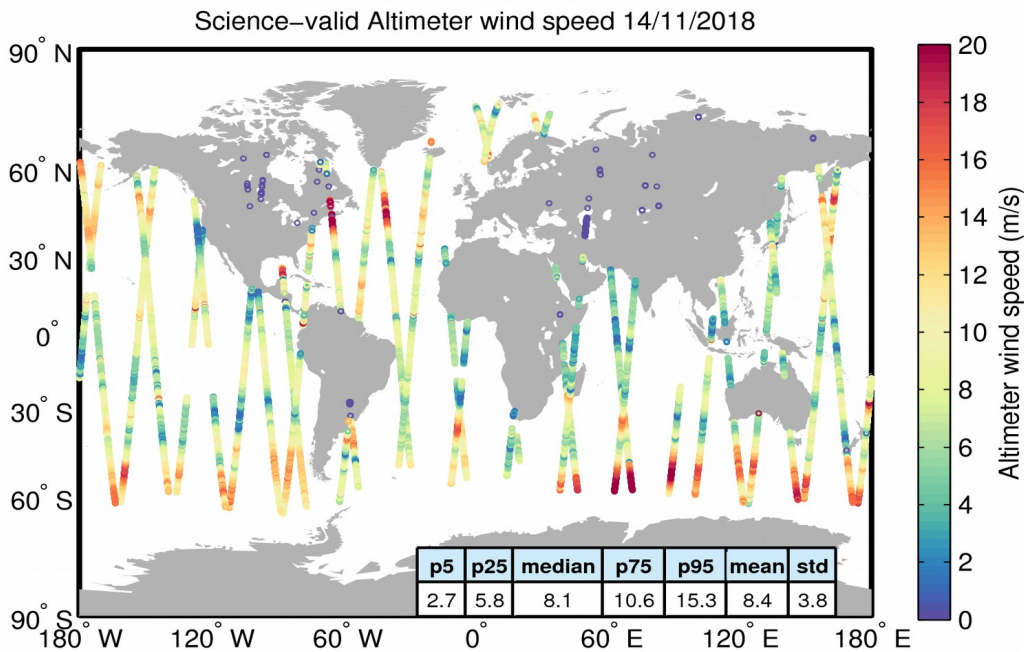 Science−valid Altimeter wind speed 14/11/2018
90° N
60° N
30° N
0°
30° S
60° S
90° S
180° W
120° W
60° W
0°
60° E
120° E
180° E
p5 p25 median p75 p95 mean std
2.7 5.8 8.1 10.6 15.3 8.4 3.8
20
18
16
14
12
10
8
6
4
2
0
Altimeter wind speed (m/s)